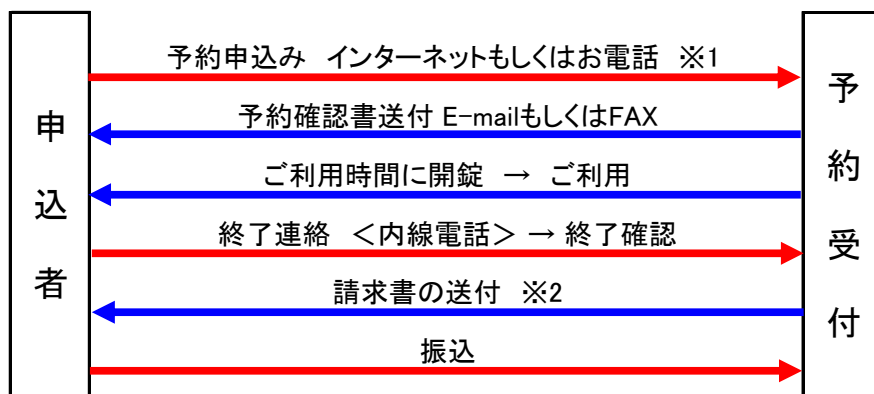 予約申込み インターネットもしくはお電話 ※1
予約確認書送付 E-mailもしくはFAX
ご利用時間に開錠 → ご利用
終了連絡 <内線電話> → 終了確認
請求書の送付 ※2
振込
申込者
予約受付